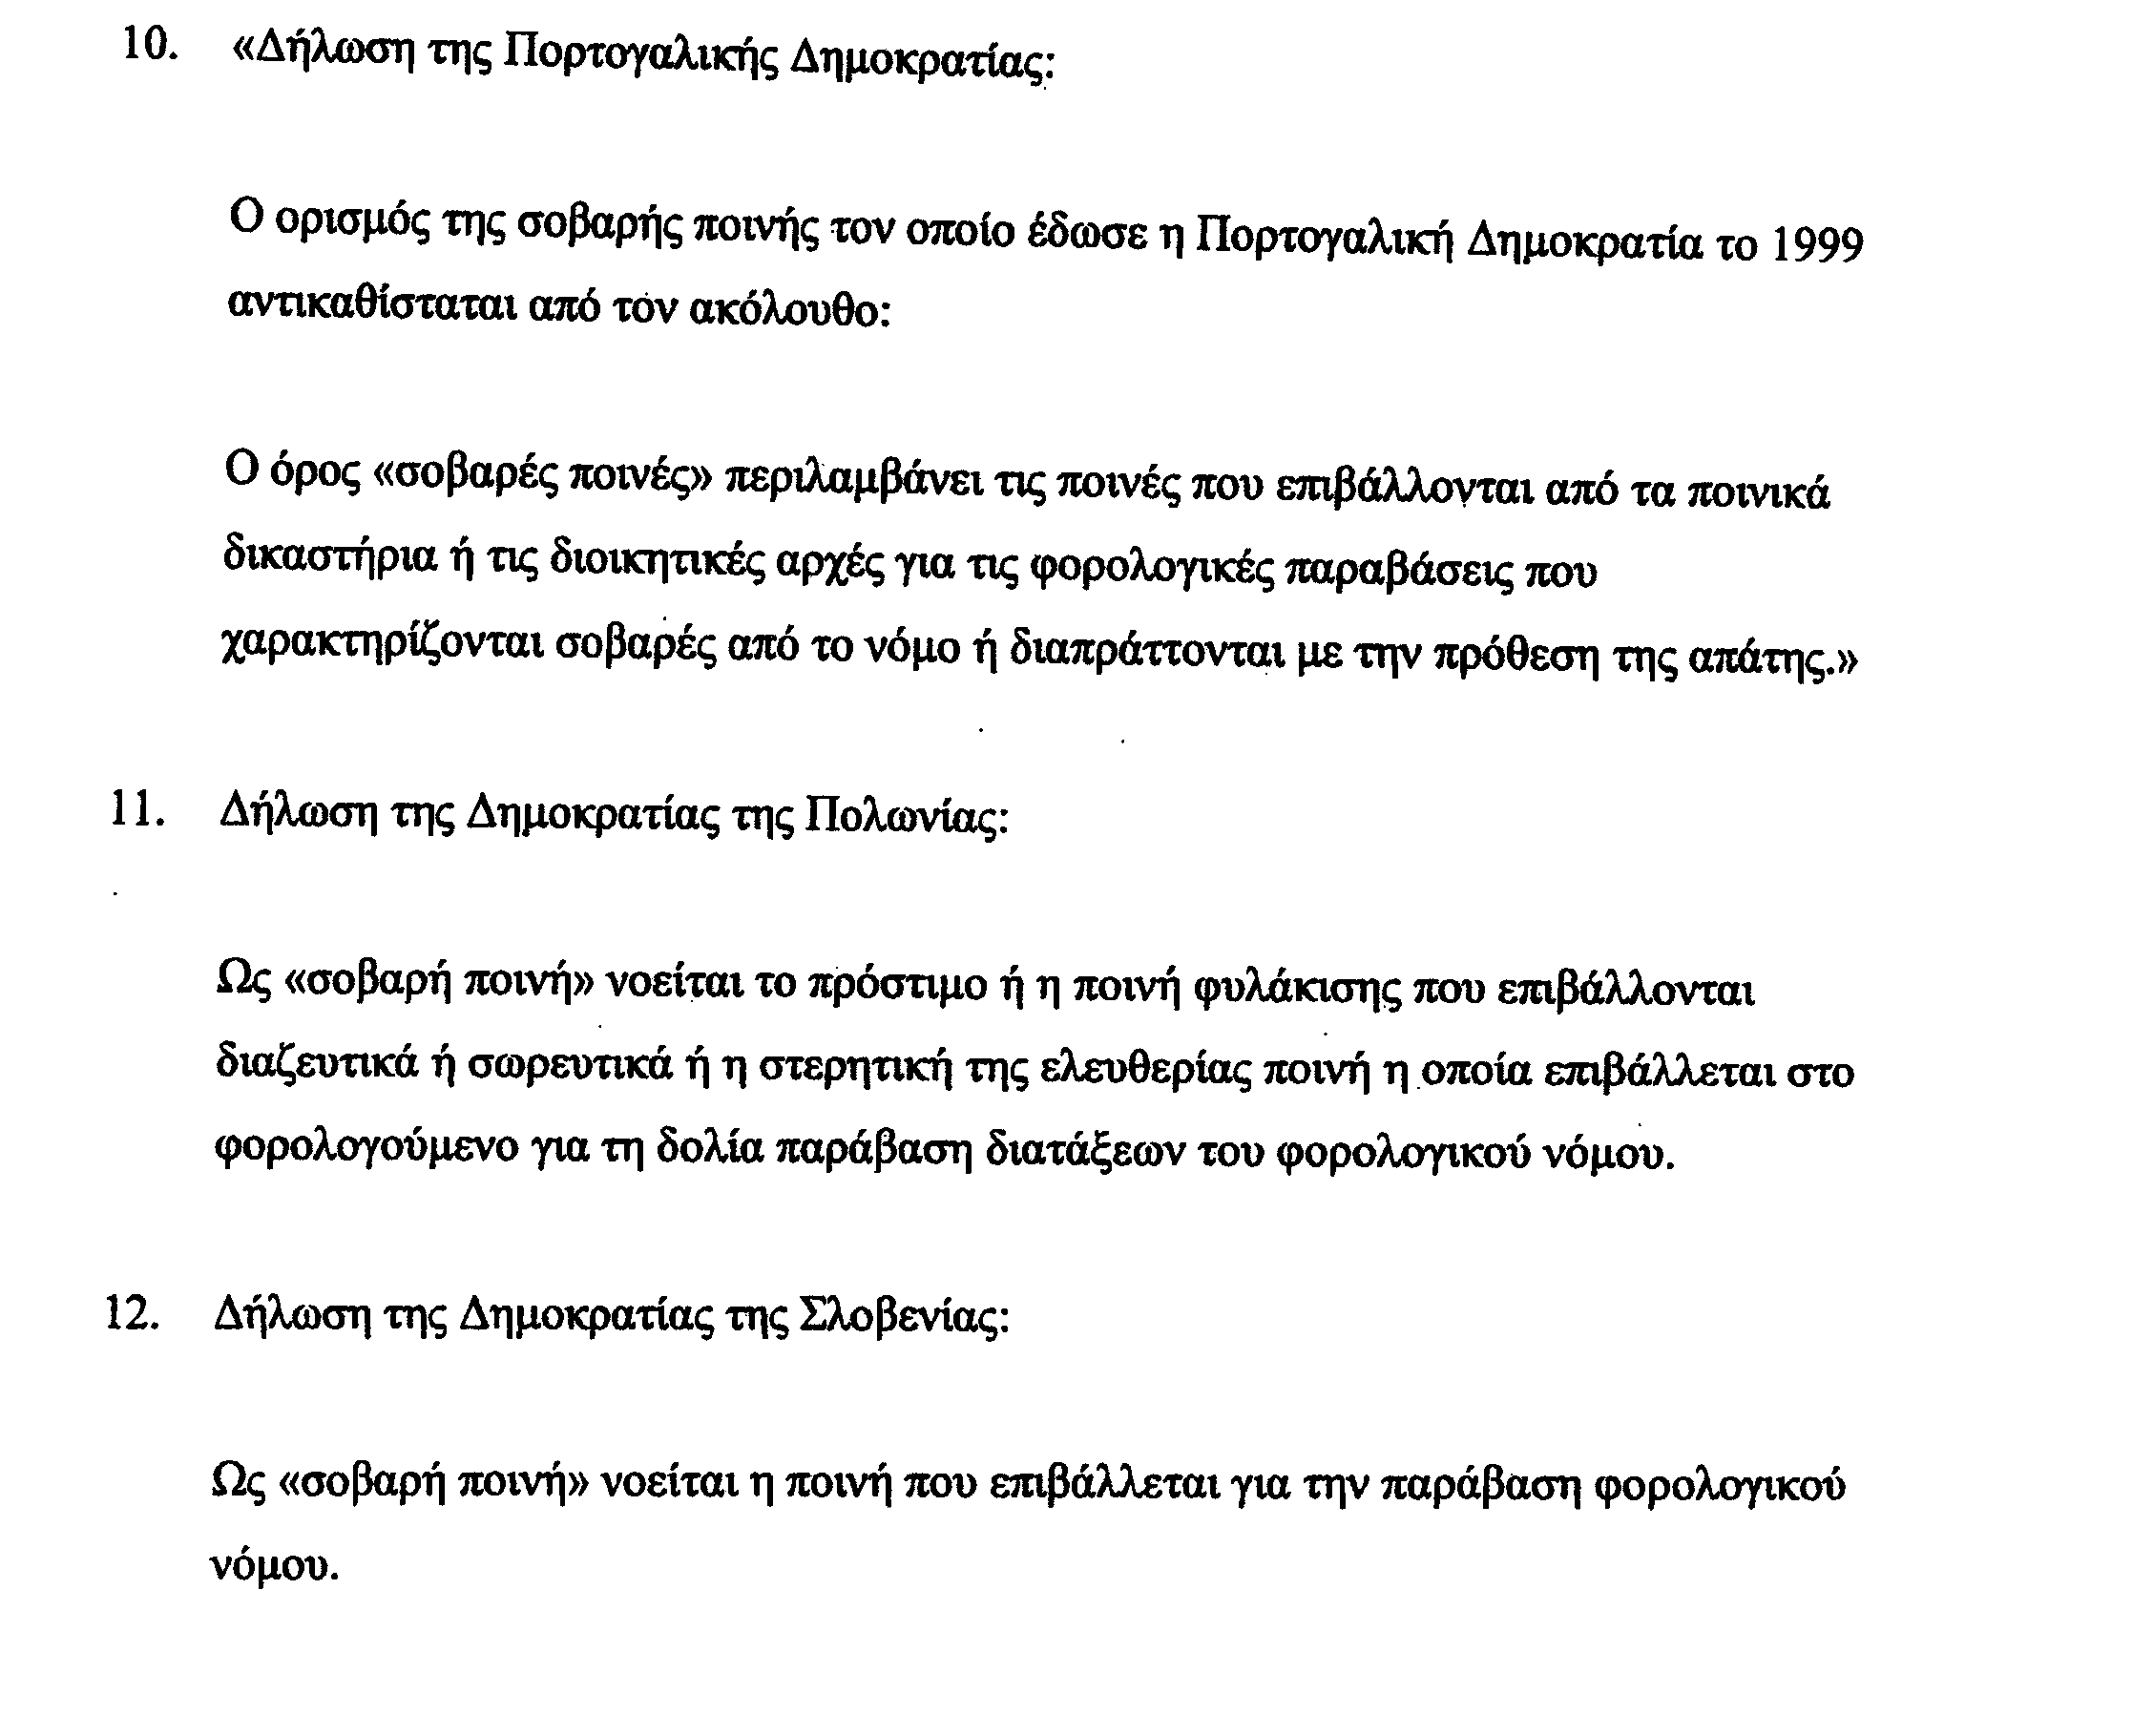 10. «Δήλωση της Πορτογαλικής Δημοκρατίας:
Ο ορισμός της σοβαρής ποινής τον οποίο έδωσε η Πορτογαλική Δημοκρατία το 1999
αντικαθίσταται από τον ακόλουθο:
Ο όρος «σοβαρές ποινές» περιλαμβάνει τις ποινές που επιβάλλονται από τα ποινικά
δικαστήρια ή τις διοικητικές αρχές για τις φορολογικές παραβάσεις που
χαρακτηρίζονται σοβαρές από το νόμο ή διαπράττονται με την πρόθεση της απάτης.»
11. Δήλωση της Δημοκρατίας της Πολωνίας:
Ως «σοβαρή ποινή» νοείται το πρόστιμο ή η ποινή φυλάκισης που επιβάλλονται
διαζευτικά ή σωρευτικά ή η στερητική της ελευθερίας ποινή η οποία επιβάλλεται στο
φορολογούμενο για τη δολία παράβαση διατάξεων του φορολογικού νόμου.
12. Δήλωση της Δημοκρατίας της Σλοβενίας:
Ως «σοβαρή ποινή» νοείται η ποινή που επιβάλλεται για την παράβαση φορολογικού
νόμου.